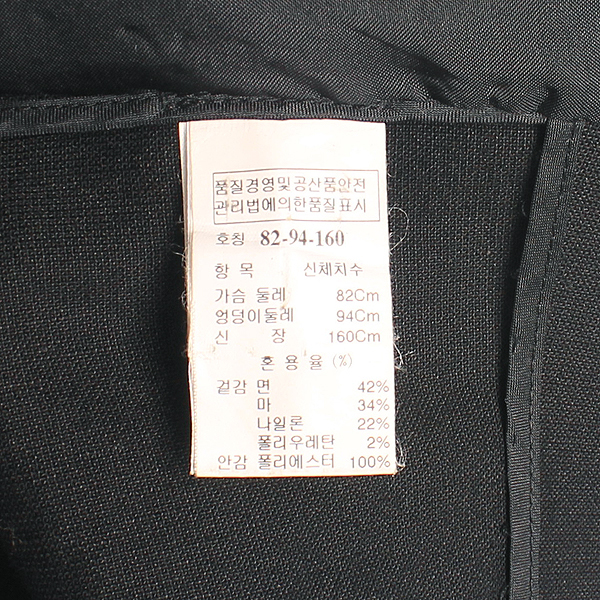 품질경영및공산품안전
관리법에의한품질표시
호칭 82-94-160
항 목 신체치수
가슴 둘레 82Cm
엉덩이둘레 94Cm
신 장 160Cm
혼 용 율 (%)
겉감 면 42%
마 34%
나일론 22%
폴리우레탄 2%
안감 폴리에스터 100%